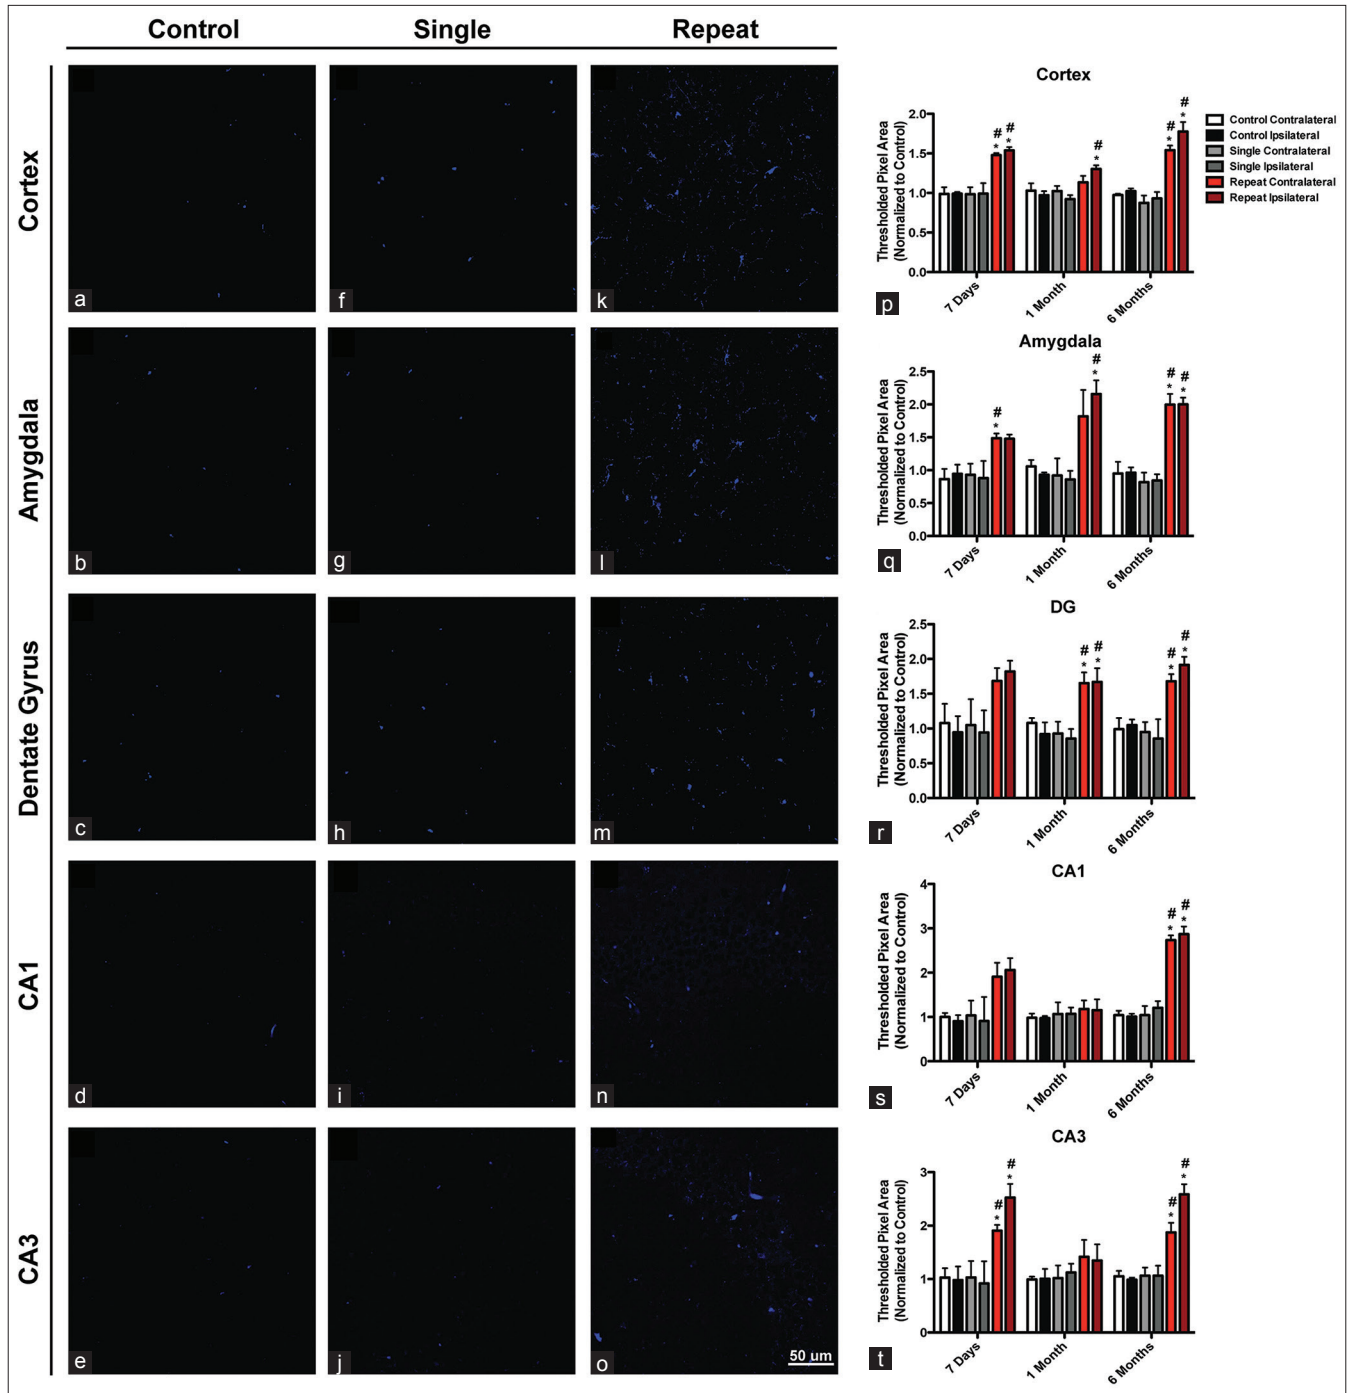 Control Single Repeat
Cortex
Amygdala
Dentate Gyrus
CA1
CA3
a f k
b g l
c h m
d i n
e j o
50 um
Cortex
Thresholded Pixel Area
(Normalized to Control)
2.0
1.5
1.0
0.5
0.0
# # # # #
* * * * *
7 Days 1 Month 6 Months
p
Control Contralateral
Control Ipsilateral
Single Contralateral
Single Ipsilateral
Repeat Contralateral
Repeat Ipsilateral
Amygdala
Thresholded Pixel Area
(Normalized to Control)
2.5
2.0
1.5
1.0
0.5
0.0
# # # #
* * * *
7 Days 1 Month 6 Months
q
DG
Thresholded Pixel Area
(Normalized to Control)
2.5
2.0
1.5
1.0
0.5
0.0
# # # #
* * * *
7 Days 1 Month 6 Months
r
CA1
Thresholded Pixel Area
(Normalized to Control)
4
3
2
1
0
# #
* *
7 Days 1 Month 6 Months
s
CA3
Thresholded Pixel Area
(Normalized to Control)
3
2
1
0
# # # #
* * * *
7 Days 1 Month 6 Months
t